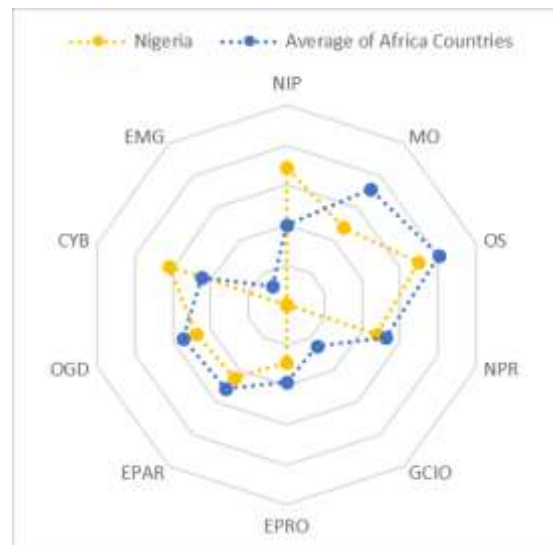 Nigeria Average of Africa Countries
NIP
EMG MO
CYB OS
OGD NPR
EPAR GCIO
EPRO